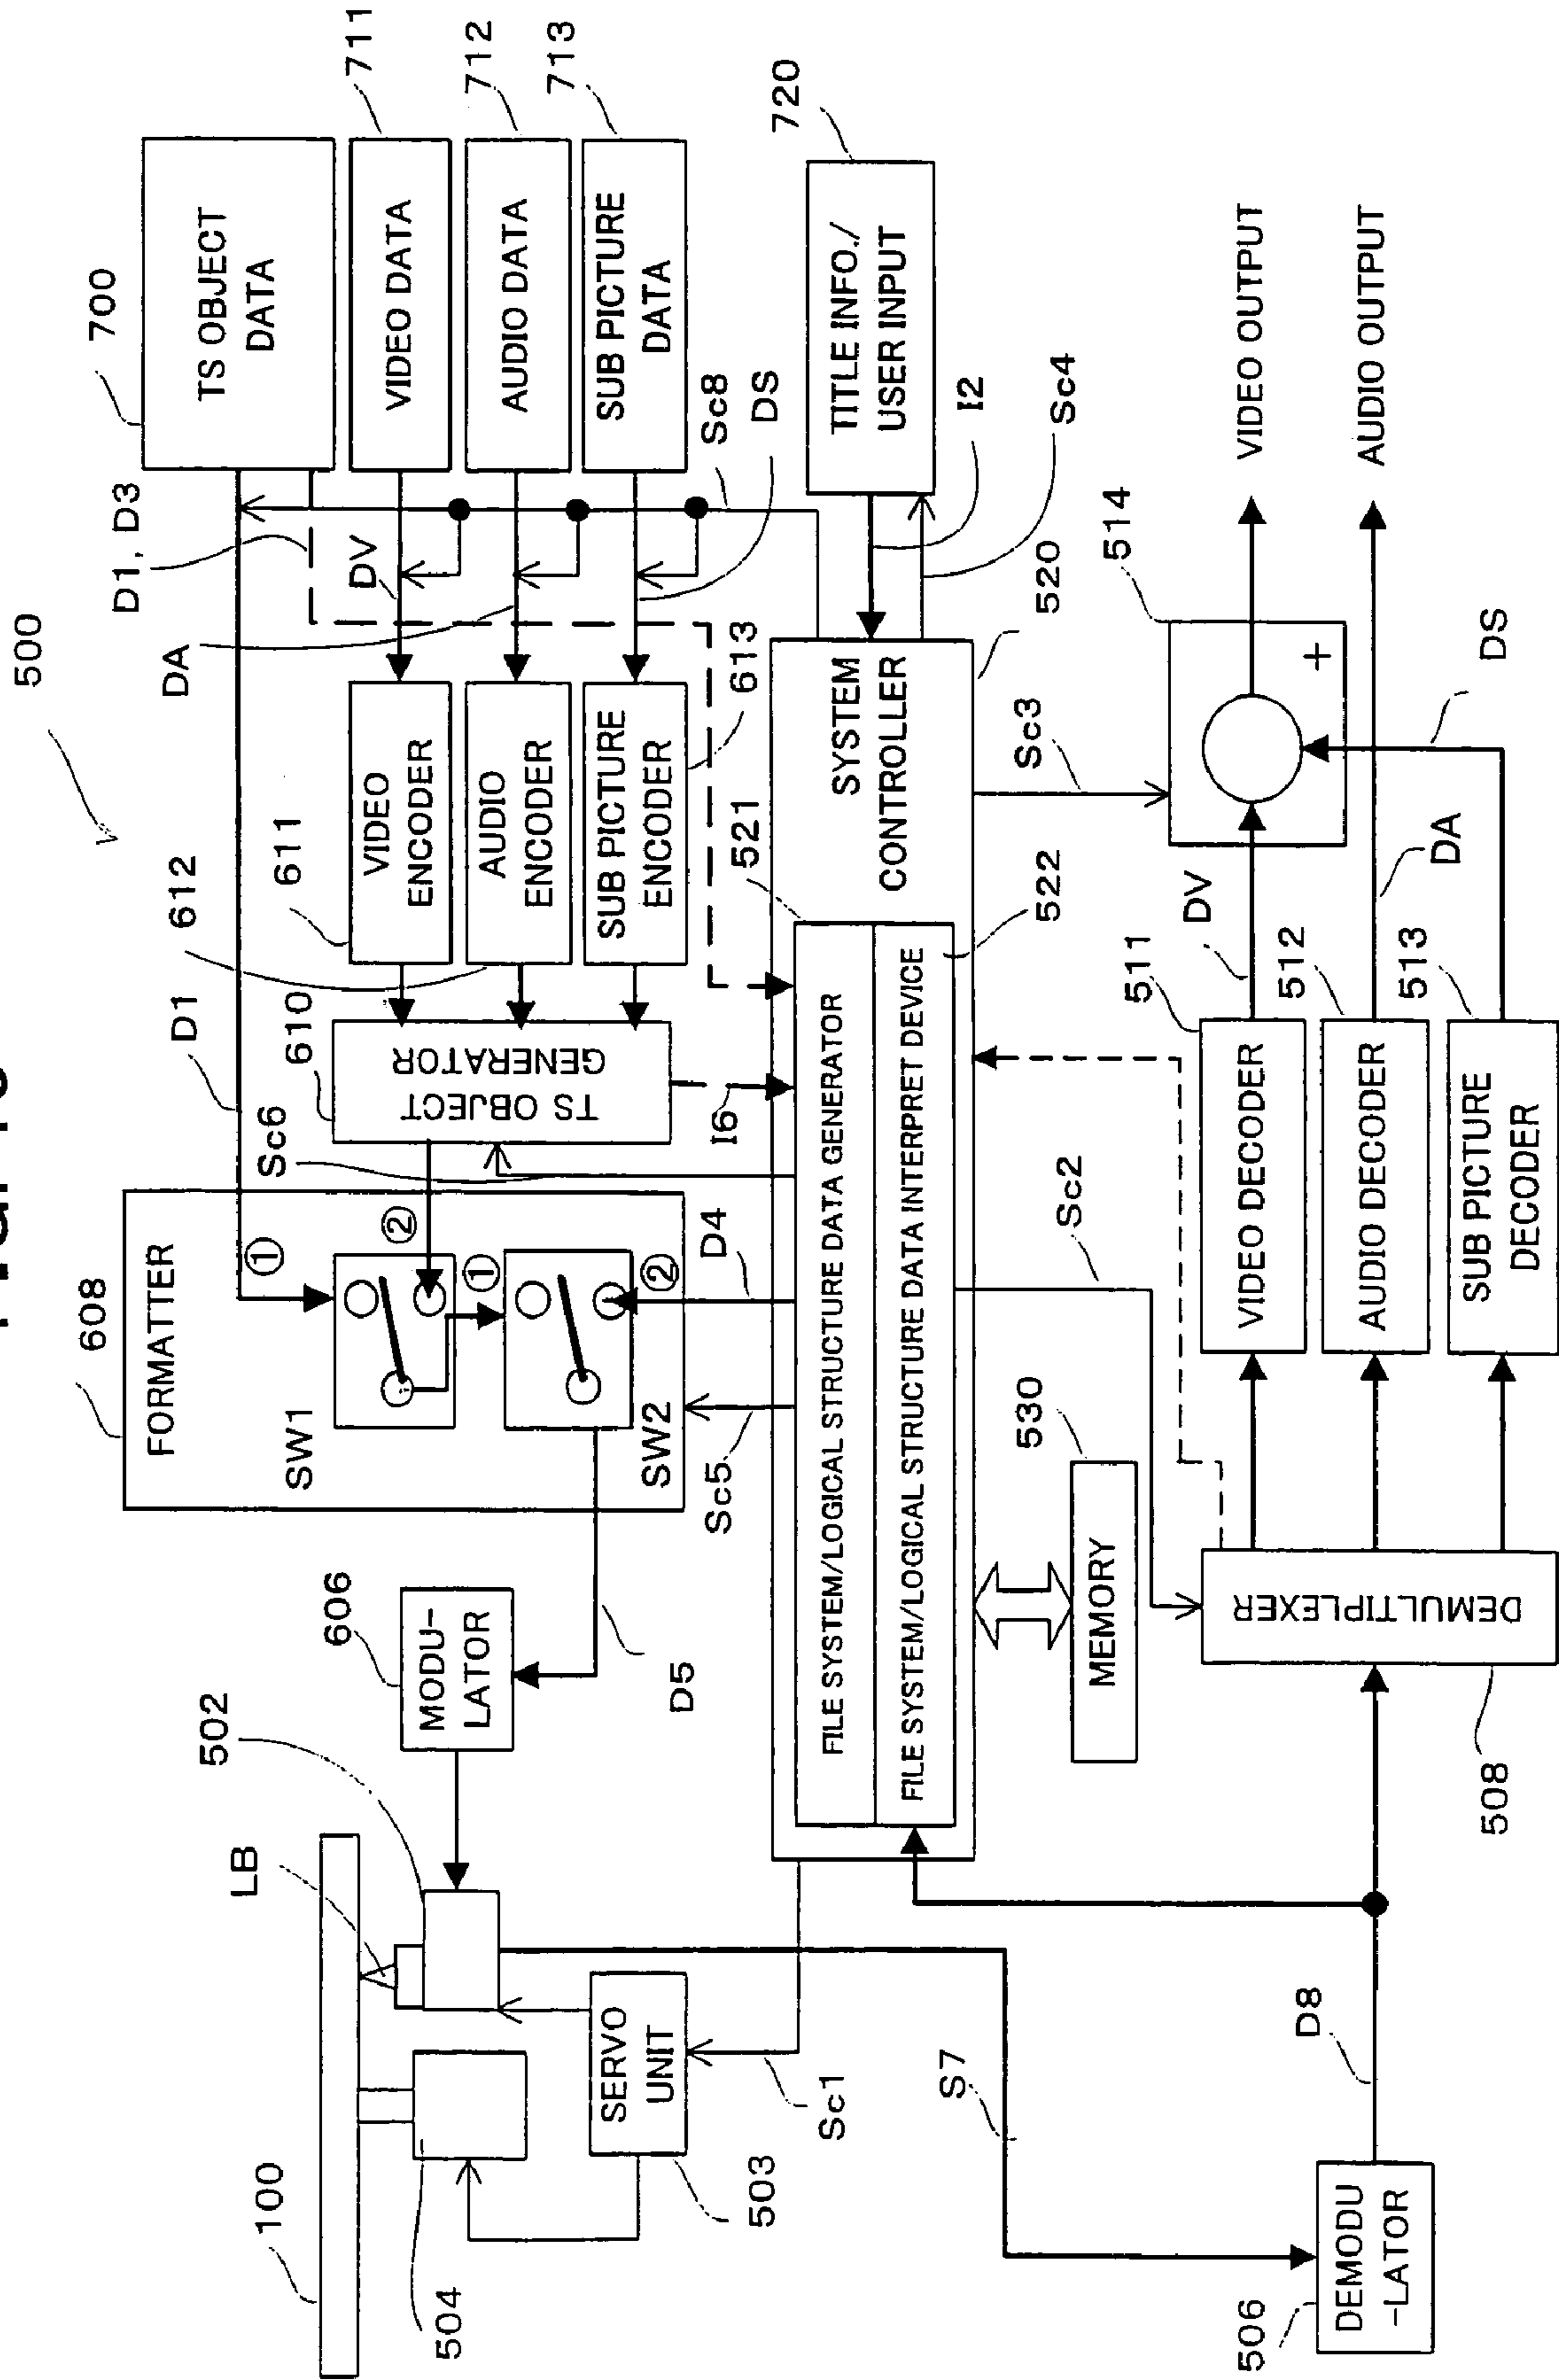 500
100
LB
502
504
SERVO
UNIT
503
Sc1
606
MODU-
LATOR
D5
608
FORMATTER
SW1
SW2
①
②
①
②
Sc5
D4
Sc6
D1
610
TS OBJECT
GENERATOR
I6
612
611
VIDEO
ENCODER
AUDIO
ENCODER
SUB PICTURE
ENCODER
613
DA
DV
D1, D3
DS
Sc8
700
TS OBJECT
DATA
VIDEO DATA
711
AUDIO DATA
712
SUB PICTURE
DATA
713
720
TITLE INFO./
USER INPUT
I2
Sc4
SYSTEM
CONTROLLER
520
521
FILE SYSTEM/LOGICAL STRUCTURE DATA GENERATOR
FILE SYSTEM/LOGICAL STRUCTURE DATA INTERPRET DEVICE
522
530
MEMORY
Sc2
Sc3
S7
506
DEMODU
-LATOR
D8
508
DEMULTIPLEXER
511
VIDEO DECODER
512
AUDIO DECODER
513
SUB PICTURE
DECODER
DV
DA
DS
514
+
VIDEO OUTPUT
AUDIO OUTPUT